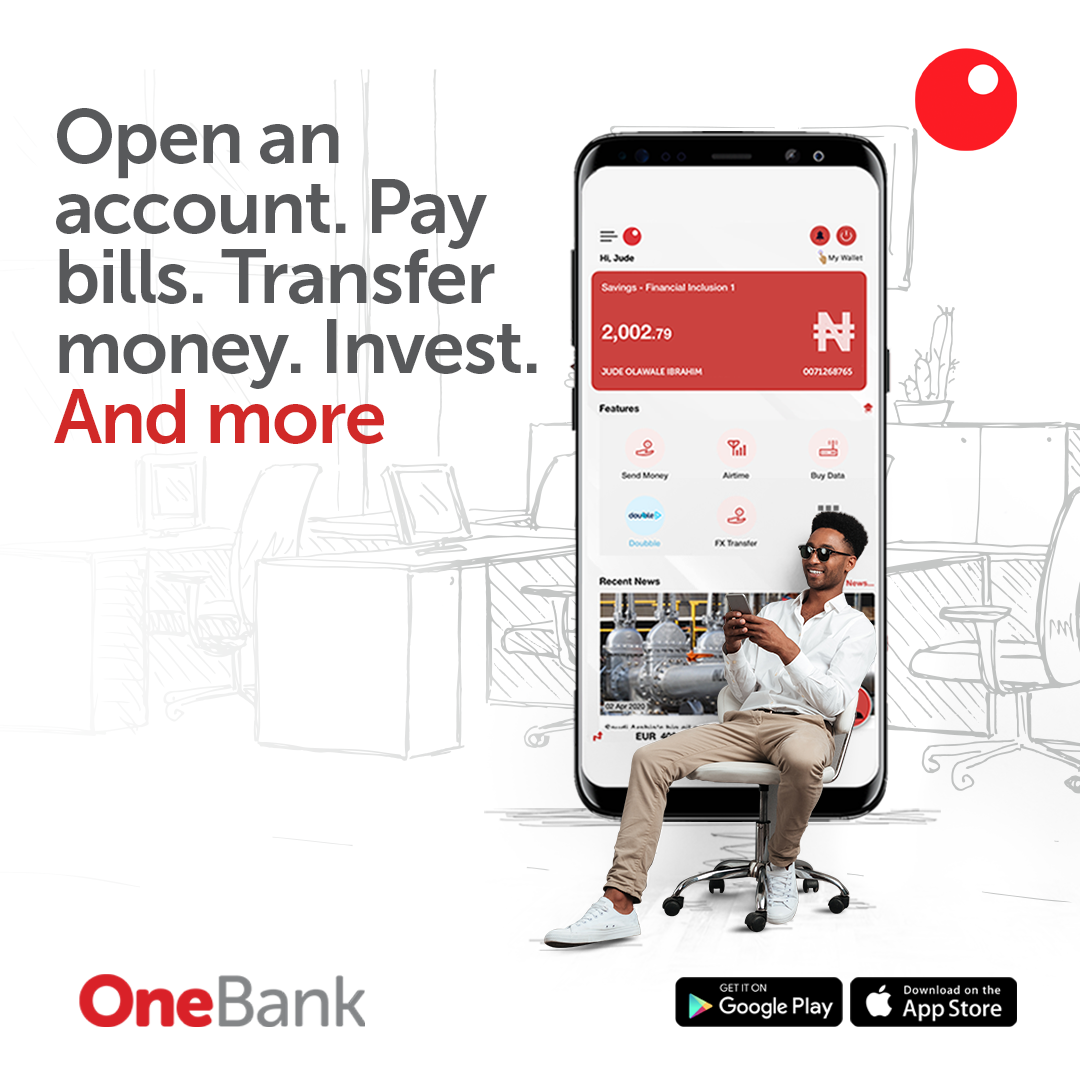 Open an
account. Pay
bills. Transfer
money. Invest.
And more
Hi, Jude
My Wallet
Savings - Financial Inclusion 1
2,002.79
₦
JUDE OLAWALE IBRAHIM
0071268765
Features
Send Money
Airtime
Buy Data
doubble
Doubble
FX Transfer
Recent News
News...
02 Apr 2020
EUR
OneBank
GET IT ON
Google Play
Download on the
App Store